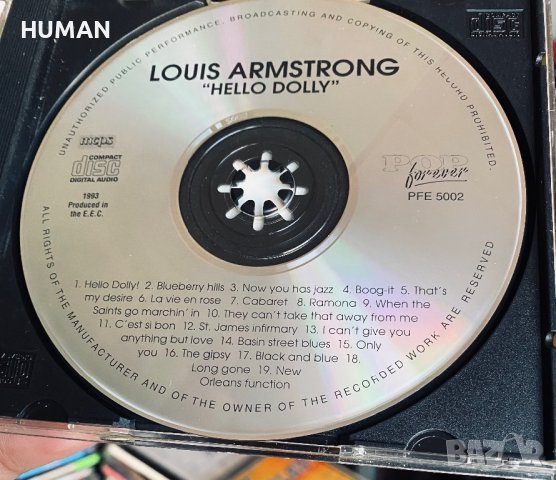 HUMAN
UNAUTHORIZED PUBLIC PERFORMANCE, BROADCASTING AND COPYING OF THIS RECORD PROHIBITED.
LOUIS ARMSTRONG
"HELLO DOLLY"
mcps
COMPACT
disc
DIGITAL AUDIO
1993
Produced in
the E.E.C.
POP
forever
PFE 5002
1. Hello Dolly! 2. Blueberry hills 3. Now you has jazz 4. Boog-it 5. That's
my desire 6. La vie en rose 7. Cabaret 8. Ramona 9. When the
Saints go marchin' in 10. They can't take that away from me
11. C'est si bon 12. St. James infirmary 13. I can't give you
anything but love 14. Basin street blues 15. Only
you 16. The gipsy 17. Black and blue 18.
Long gone 19. New
Orleans function
ALL RIGHTS OF THE MANUFACTURER AND OF THE OWNER OF THE RECORDED WORK ARE RESERVED
BAZAR